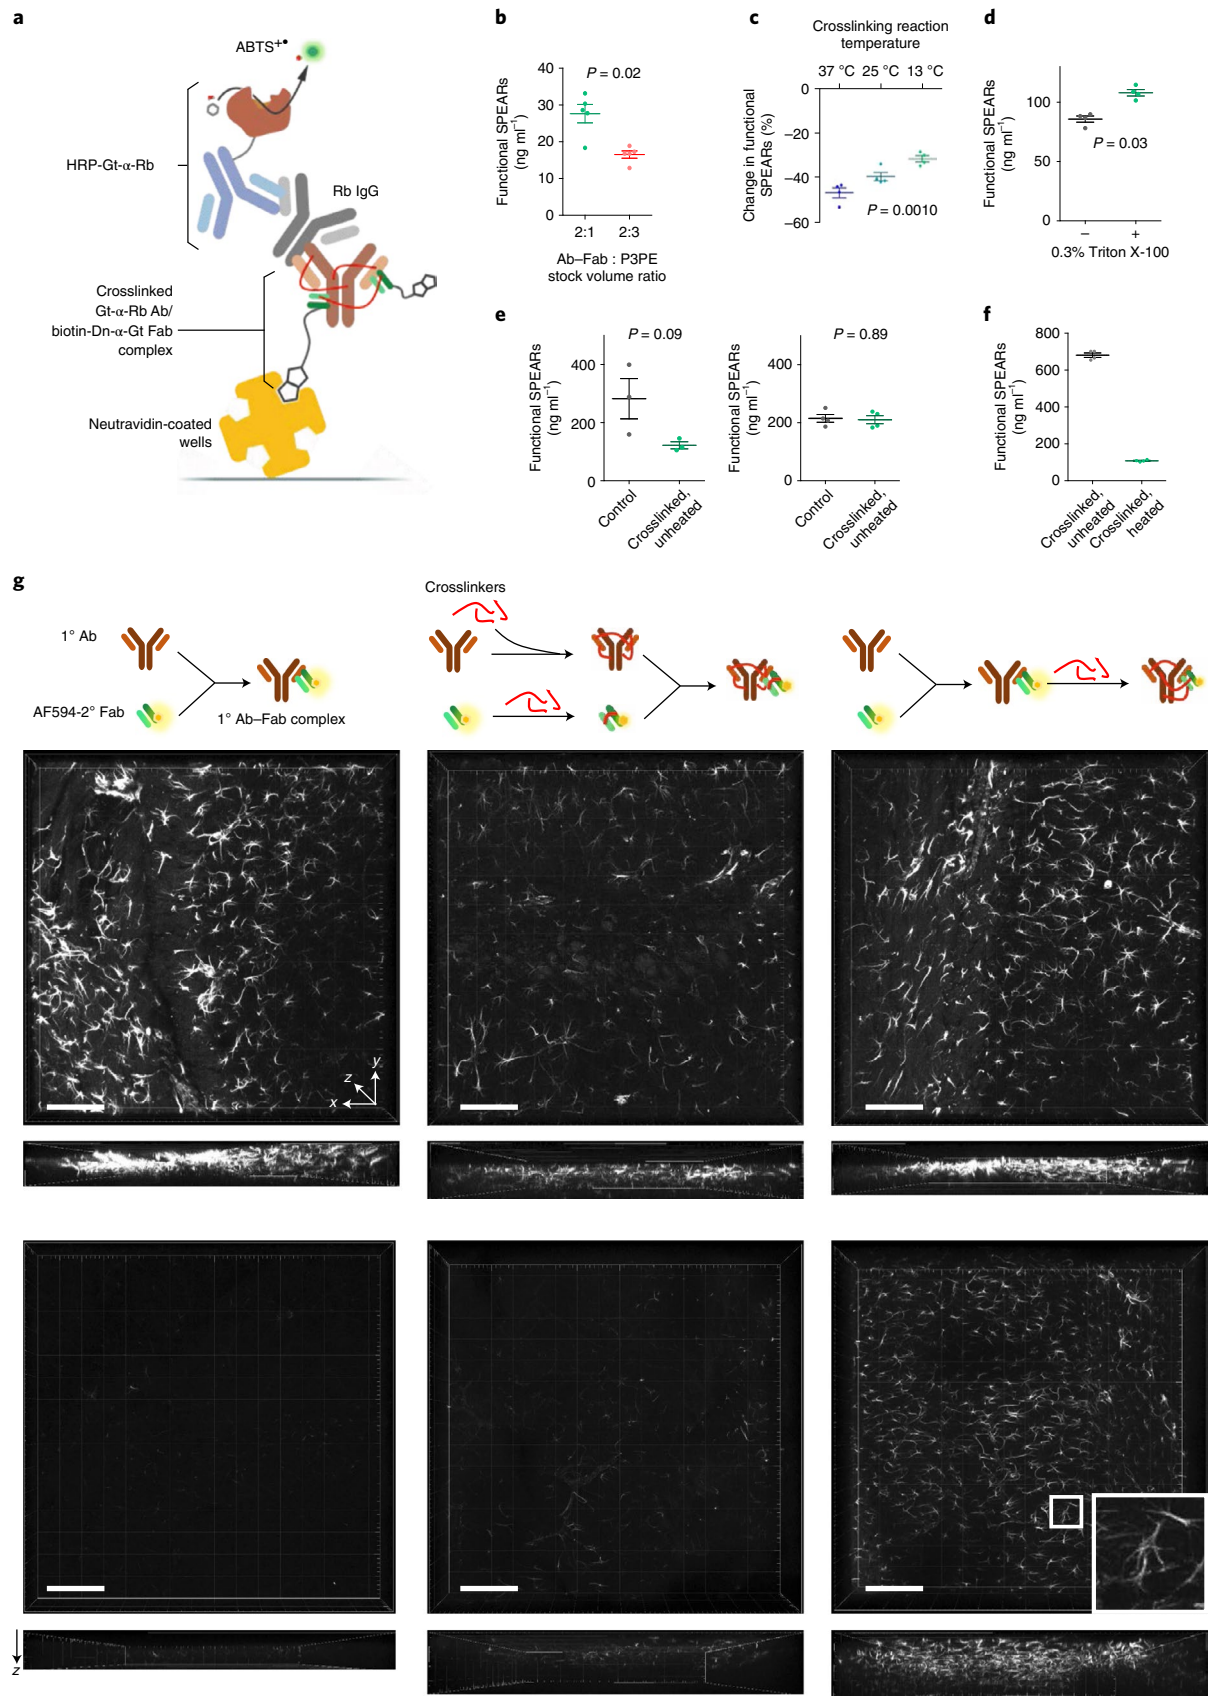 a
ABTS+•
HRP-Gt-α-Rb
Rb IgG
Crosslinked
Gt-α-Rb Ab/
biotin-Dn-α-Gt Fab
complex
Neutravidin-coated
wells
b
Functional SPEARs
(ng ml−1)
40
30
20
10
0
P = 0.02
2:1
2:3
Ab–Fab : P3PE
stock volume ratio
c
Crosslinking reaction
temperature
37 °C
25 °C
13 °C
Change in functional
SPEARs (%)
0
−20
−40
−60
P = 0.0010
d
Functional SPEARs
(ng ml−1)
100
50
0
P = 0.03
−
+
0.3% Triton X-100
e
Functional SPEARs
(ng ml−1)
400
200
0
P = 0.09
Control
Crosslinked,
unheated
Functional SPEARs
(ng ml−1)
400
200
0
P = 0.89
Control
Crosslinked,
unheated
f
Functional SPEARs
(ng ml−1)
800
600
400
200
0
Crosslinked,
unheated
Crosslinked,
heated
g
1° Ab
AF594-2° Fab
1° Ab–Fab complex
Crosslinkers
y
z
x
z